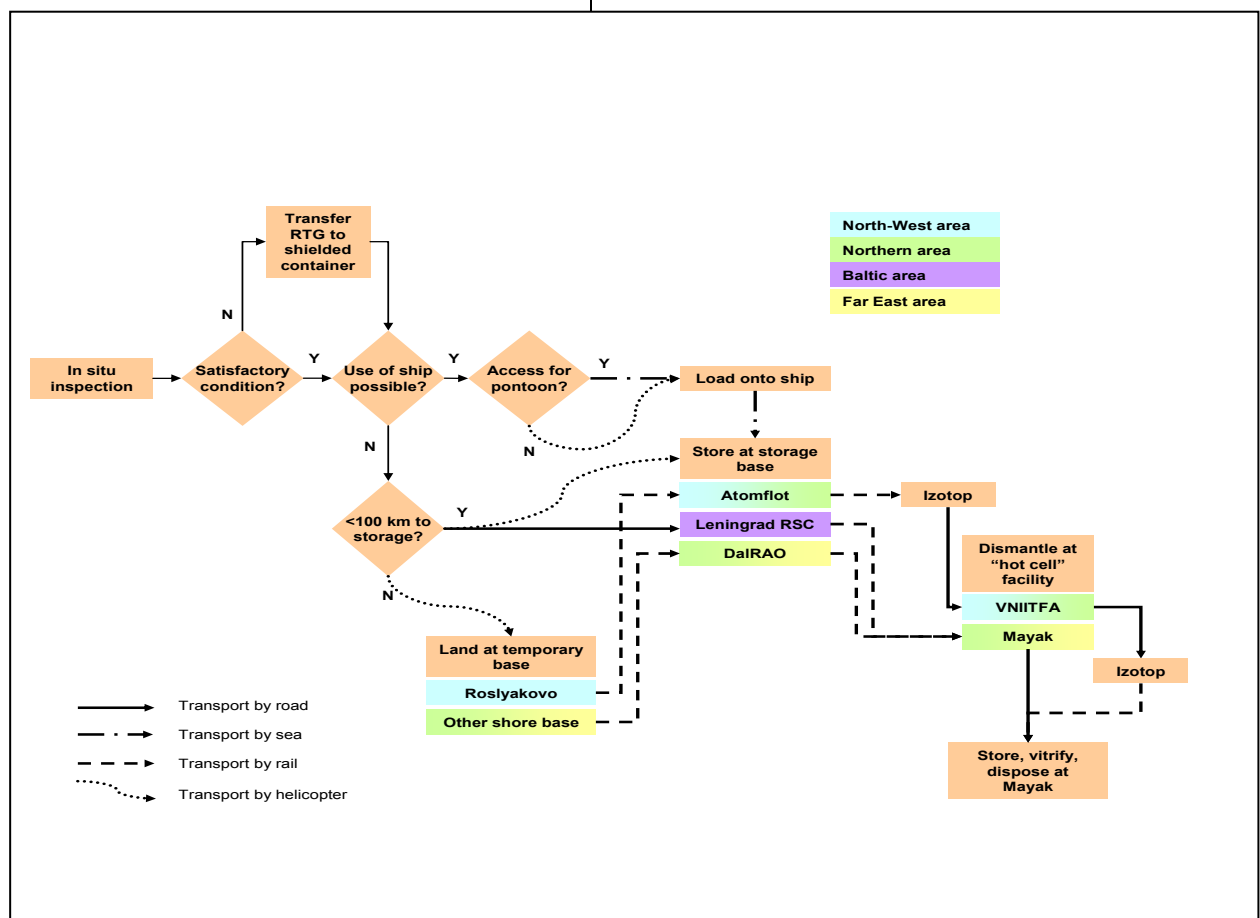 Transfer
RTG to
shielded
container
North-West area
Northern area
Baltic area
Far East area
N
In situ
inspection
Satisfactory
condition?
Y
Use of ship
possible?
Y
Access for
pontoon?
Y
Load onto ship
N
N
Store at storage
base
Atomflot
Leningrad RSC
DalRAO
Izotop
<100 km to
storage?
Y
N
Dismantle at
“hot cell”
facility
VNIITFA
Mayak
Izotop
Land at temporary
base
Roslyakovo
Other shore base
Transport by road
Transport by sea
Transport by rail
Transport by helicopter
Store, vitrify,
dispose at
Mayak